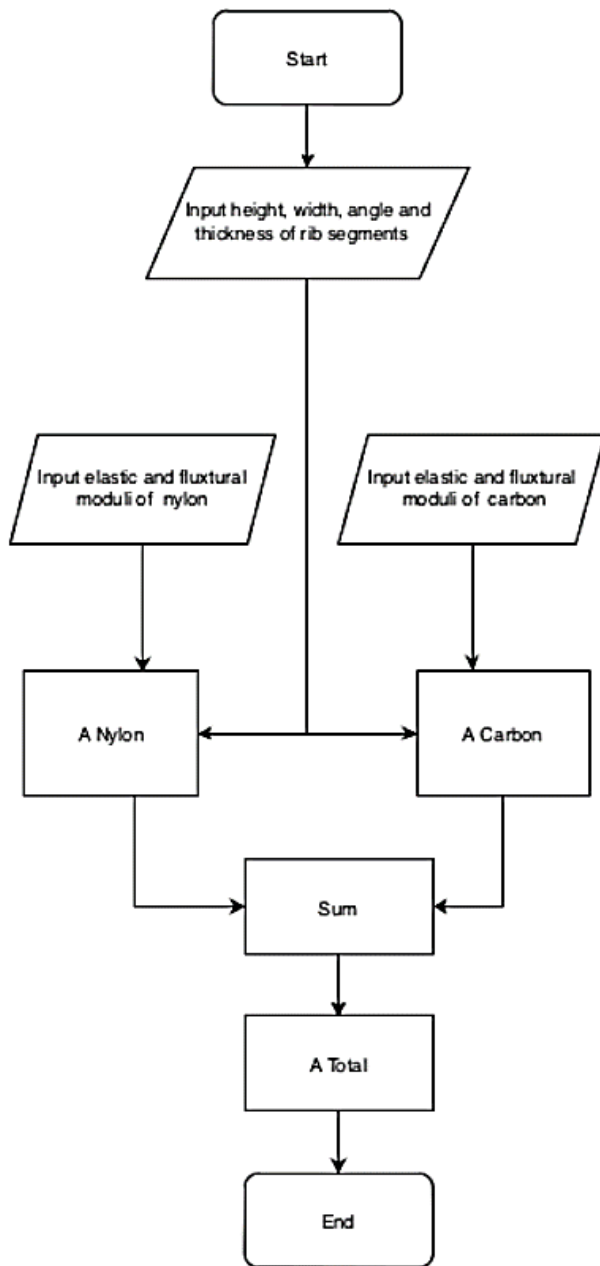 Start
Input height, width, angle and
thickness of rib segments
Input elastic and fluxtural
moduli of nylon
Input elastic and fluxtural
moduli of carbon
A Nylon
A Carbon
Sum
A Total
End